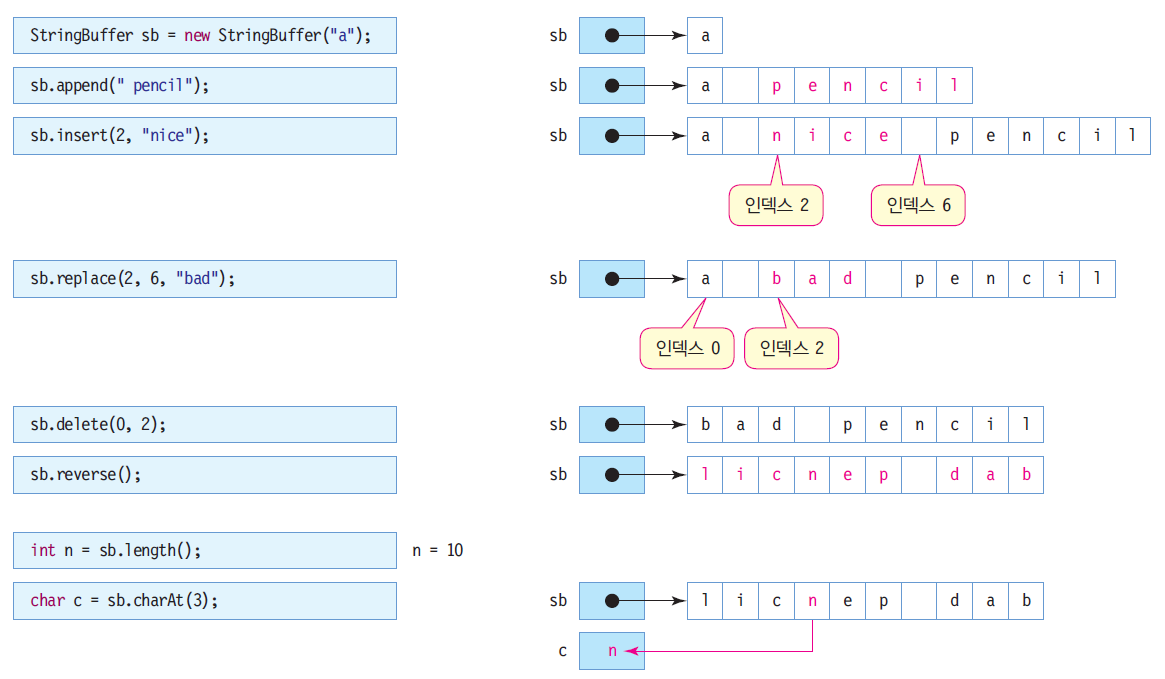 StringBuffer sb = new StringBuffer("a"); sb a
sb.append(" pencil"); sb a p e n c i l
sb.insert(2, "nice"); sb a n i c e p e n c i l
인덱스 2 인덱스 6
sb.replace(2, 6, "bad"); sb a b a d p e n c i l
인덱스 0 인덱스 2
sb.delete(0, 2); sb b a d p e n c i l
sb.reverse(); sb l i c n e p d a b
int n = sb.length(); n = 10
char c = sb.charAt(3); sb l i c n e p d a b
c n